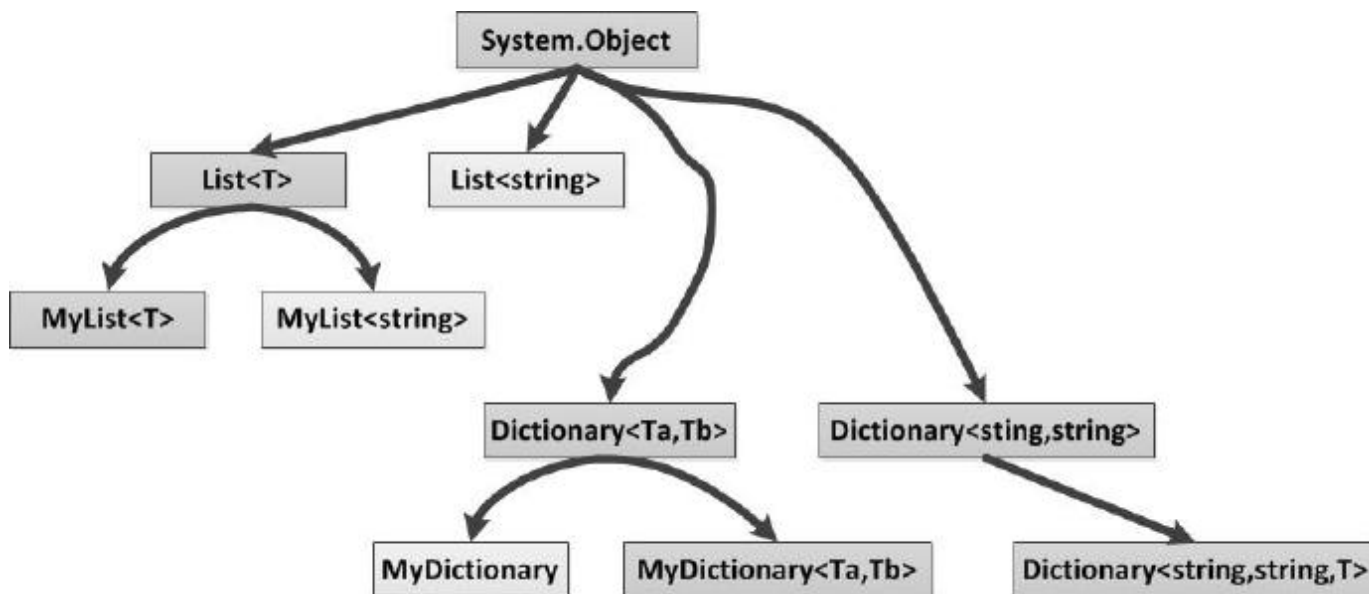 System.Object
List<T>
List<string>
MyList<T>
MyList<string>
Dictionary<Ta,Tb>
Dictionary<sting,string>
MyDictionary
MyDictionary<Ta,Tb>
Dictionary<string,string,T>